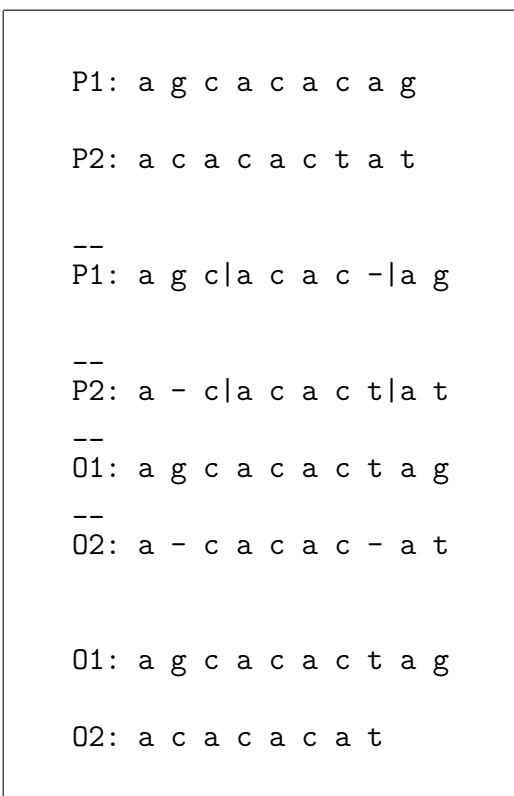 P1: a g c a c a c a g
P2: a c a c a c t a t
--
P1: a g c|a c a c -|a g
--
P2: a - c|a c a c t|a t
--
O1: a g c a c a c t a g
--
O2: a - c a c a c - a t
O1: a g c a c a c t a g
O2: a c a c a c a t